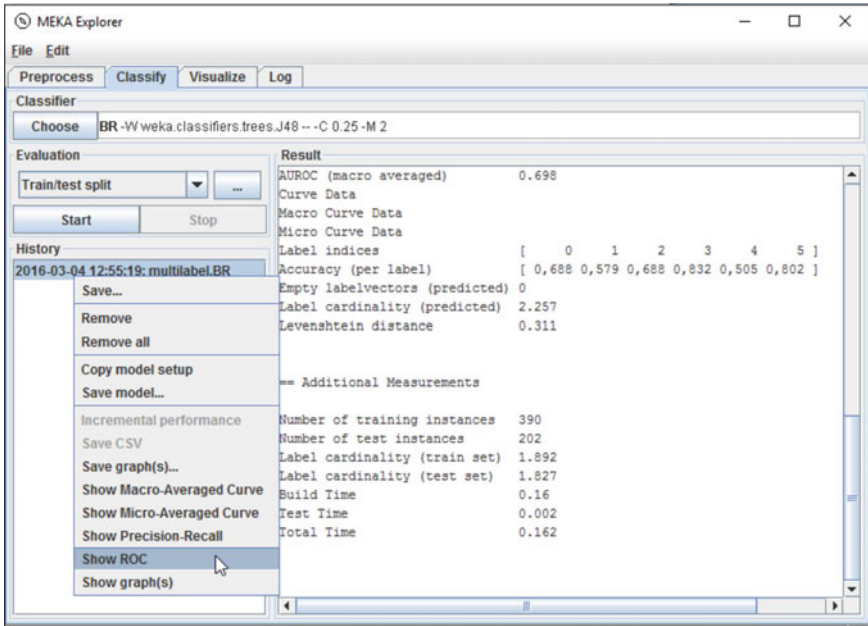 MEKA Explorer
File Edit
Preprocess Classify Visualize Log
Classifier
Choose BR -W weka.classifiers.trees.J48 -- -C 0.25 -M 2
Evaluation
Train/test split ...
Start Stop
History
2016-03-04 12:55:19: multilabel.BR
Save...
Remove
Remove all
Copy model setup
Save model...
Incremental performance
Save CSV
Save graph(s)...
Show Macro-Averaged Curve
Show Micro-Averaged Curve
Show Precision-Recall
Show ROC
Show graph(s)
Result
AUROC (macro averaged) 0.698
Curve Data
Macro Curve Data
Micro Curve Data
Label indices [ 0 1 2 3 4 5 ]
Accuracy (per label) [ 0,688 0,579 0,688 0,832 0,505 0,802 ]
Empty labelvectors (predicted) 0
Label cardinality (predicted) 2.257
Levenshtein distance 0.311
== Additional Measurements
Number of training instances 390
Number of test instances 202
Label cardinality (train set) 1.892
Label cardinality (test set) 1.827
Build Time 0.16
Test Time 0.002
Total Time 0.162